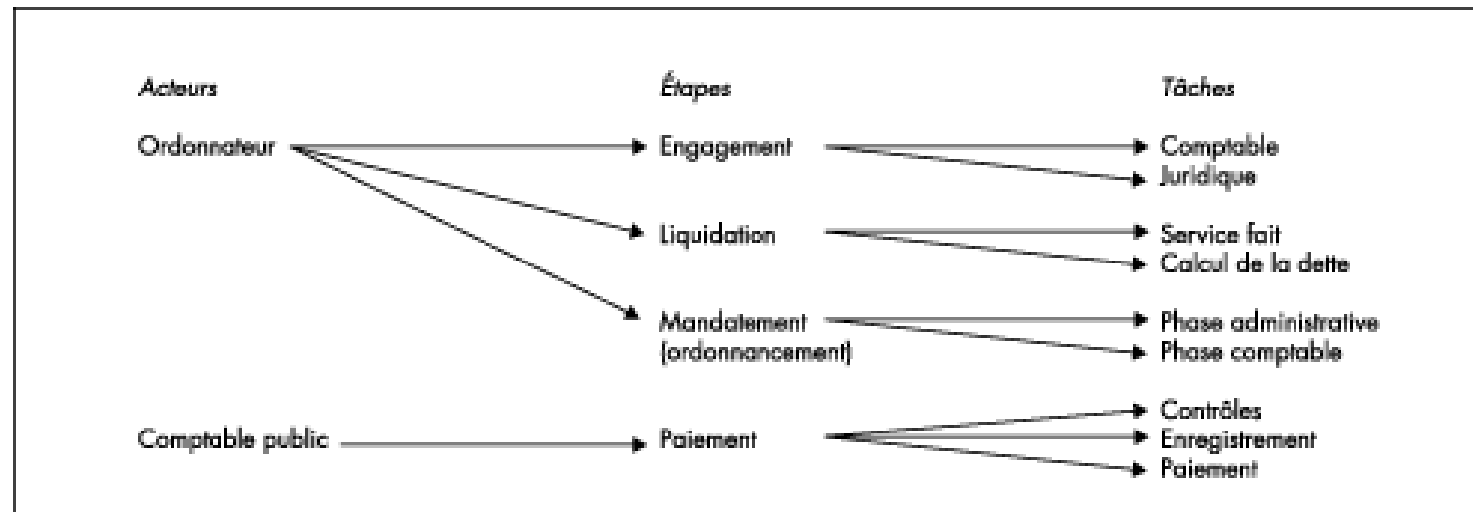 Acteurs Étapes Tâches
Ordonnateur Engagement Comptable
Juridique
Liquidation Service fait
Calcul de la dette
Mandatement Phase administrative
(ordonnancement) Phase comptable
Contrôles
Comptable public Paiement Enregistrement
Paiement